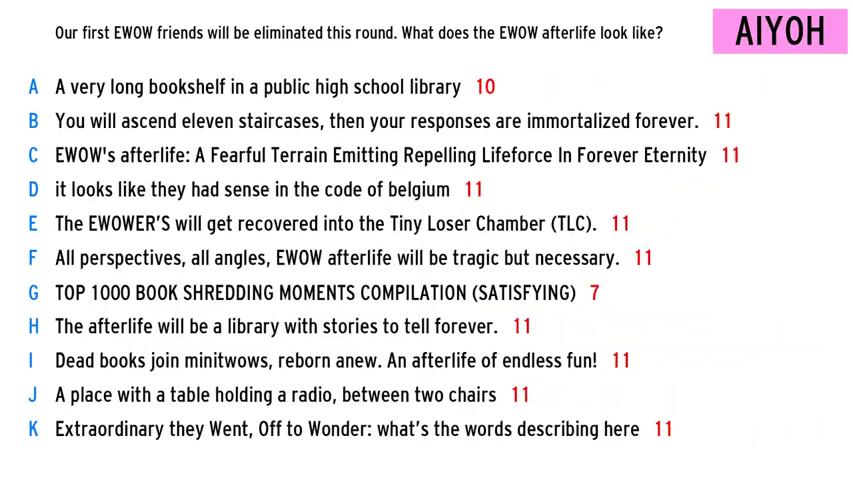 Our first EWOW friends will be eliminated this round. What does the EWOW afterlife look like?
AIYOH
A A very long bookshelf in a public high school library 10
B You will ascend eleven staircases, then your responses are immortalized forever. 11
C EWOW's afterlife: A Fearful Terrain Emitting Repelling Lifeforce In Forever Eternity 11
D it looks like they had sense in the code of belgium 11
E The EWOWER'S will get recovered into the Tiny Loser Chamber (TLC). 11
F All perspectives, all angles, EWOW afterlife will be tragic but necessary. 11
G TOP 1000 BOOK SHREDDING MOMENTS COMPILATION (SATISFYING) 7
H The afterlife will be a library with stories to tell forever. 11
I Dead books join minitwows, reborn anew. An afterlife of endless fun! 11
J A place with a table holding a radio, between two chairs 11
K Extraordinary they Went, Off to Wonder: what's the words describing here 11